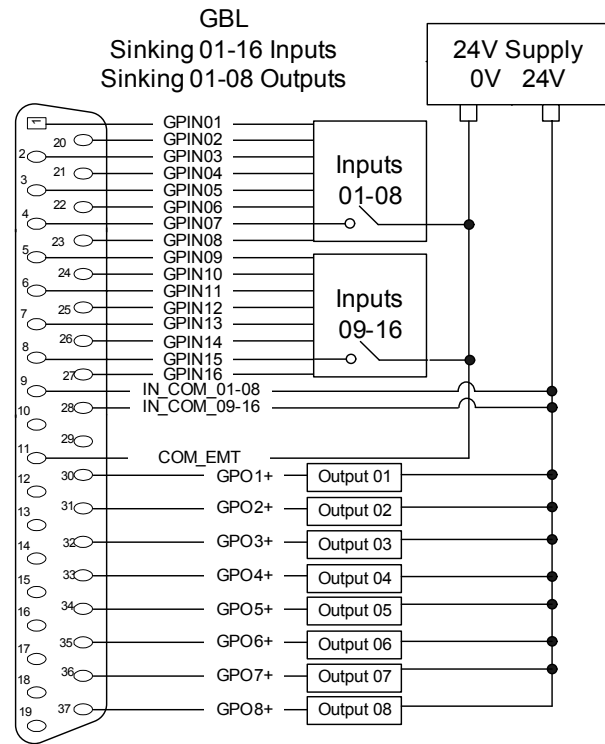 GBL
Sinking 01-16 Inputs
Sinking 01-08 Outputs
24V Supply
0V 24V
1
GPIN01
20
GPIN02
2
GPIN03
21
GPIN04
3
GPIN05
22
GPIN06
4
GPIN07
23
GPIN08
Inputs
01-08
5
GPIN09
24
GPIN10
6
GPIN11
25
GPIN12
7
GPIN13
26
GPIN14
8
GPIN15
27
GPIN16
Inputs
09-16
9
IN_COM_01-08
28
IN_COM_09-16
10
29
11
COM_EMT
30
GPO1+
Output 01
12
31
GPO2+
Output 02
13
32
GPO3+
Output 03
14
33
GPO4+
Output 04
15
34
GPO5+
Output 05
16
35
GPO6+
Output 06
17
36
GPO7+
Output 07
18
37
GPO8+
Output 08
19